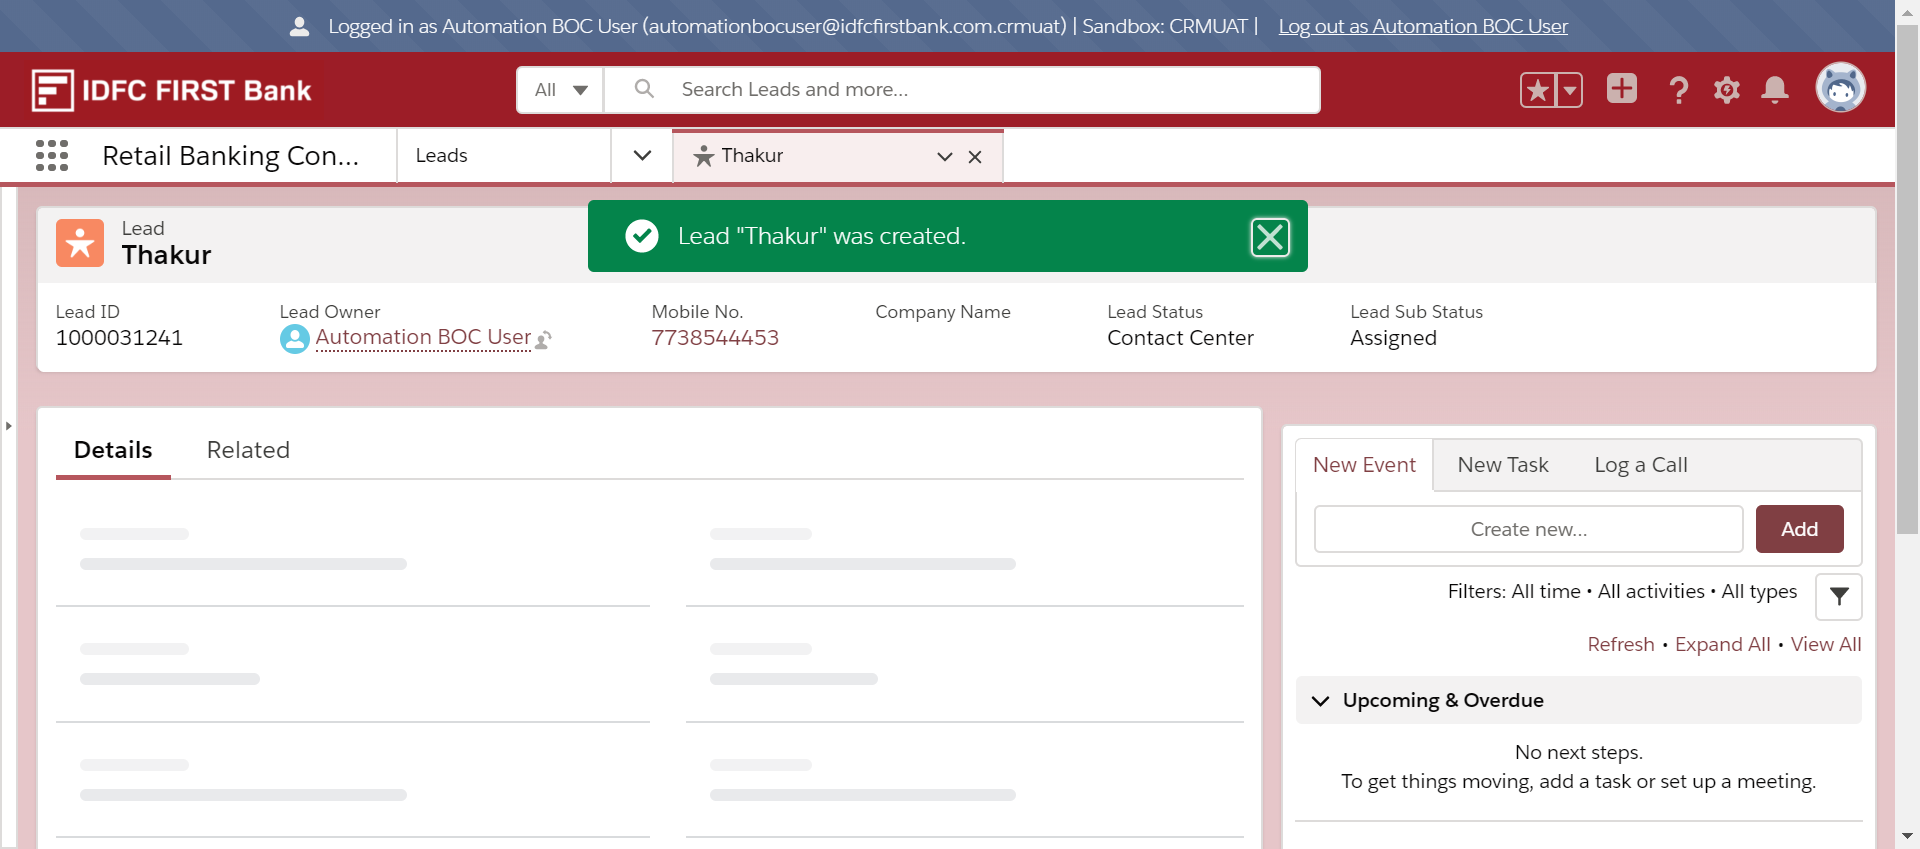 Logged in as Automation BOC User (automationbocuser@idfcfirstbank.com.crmuat) | Sandbox: CRMUAT | Log out as Automation BOC User
IDFC FIRST Bank
All
Search Leads and more...
Retail Banking Con...
Leads
Thakur
Lead
Thakur
Lead "Thakur" was created.
Lead ID
1000031241
Lead Owner
Automation BOC User
Mobile No.
7738544453
Company Name
Lead Status
Contact Center
Lead Sub Status
Assigned
Details
Related
New Event
New Task
Log a Call
Create new...
Add
Filters: All time • All activities • All types
Refresh • Expand All • View All
Upcoming & Overdue
No next steps.
To get things moving, add a task or set up a meeting.